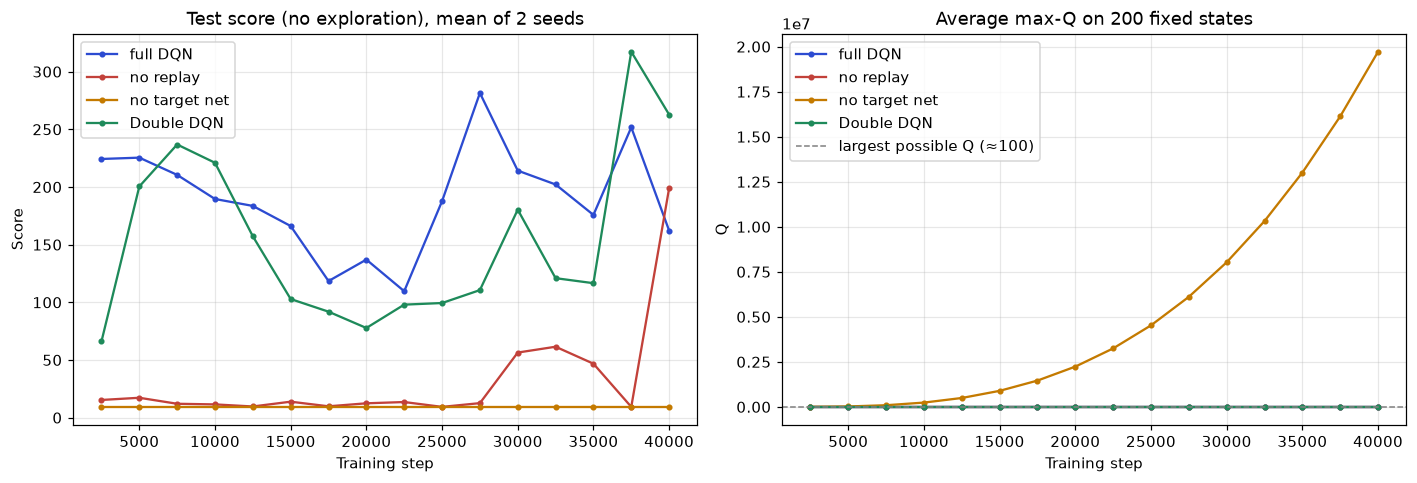 Test score (no exploration), mean of 2 seeds
Score
300
250
200
150
100
50
0
full DQN
no replay
no target net
Double DQN
5000 10000 15000 20000 25000 30000 35000 40000
Training step
Average max-Q on 200 fixed states
1e7
Q
2.00
1.75
1.50
1.25
1.00
0.75
0.50
0.25
0.00
full DQN
no replay
no target net
Double DQN
largest possible Q (≈100)
5000 10000 15000 20000 25000 30000 35000 40000
Training step